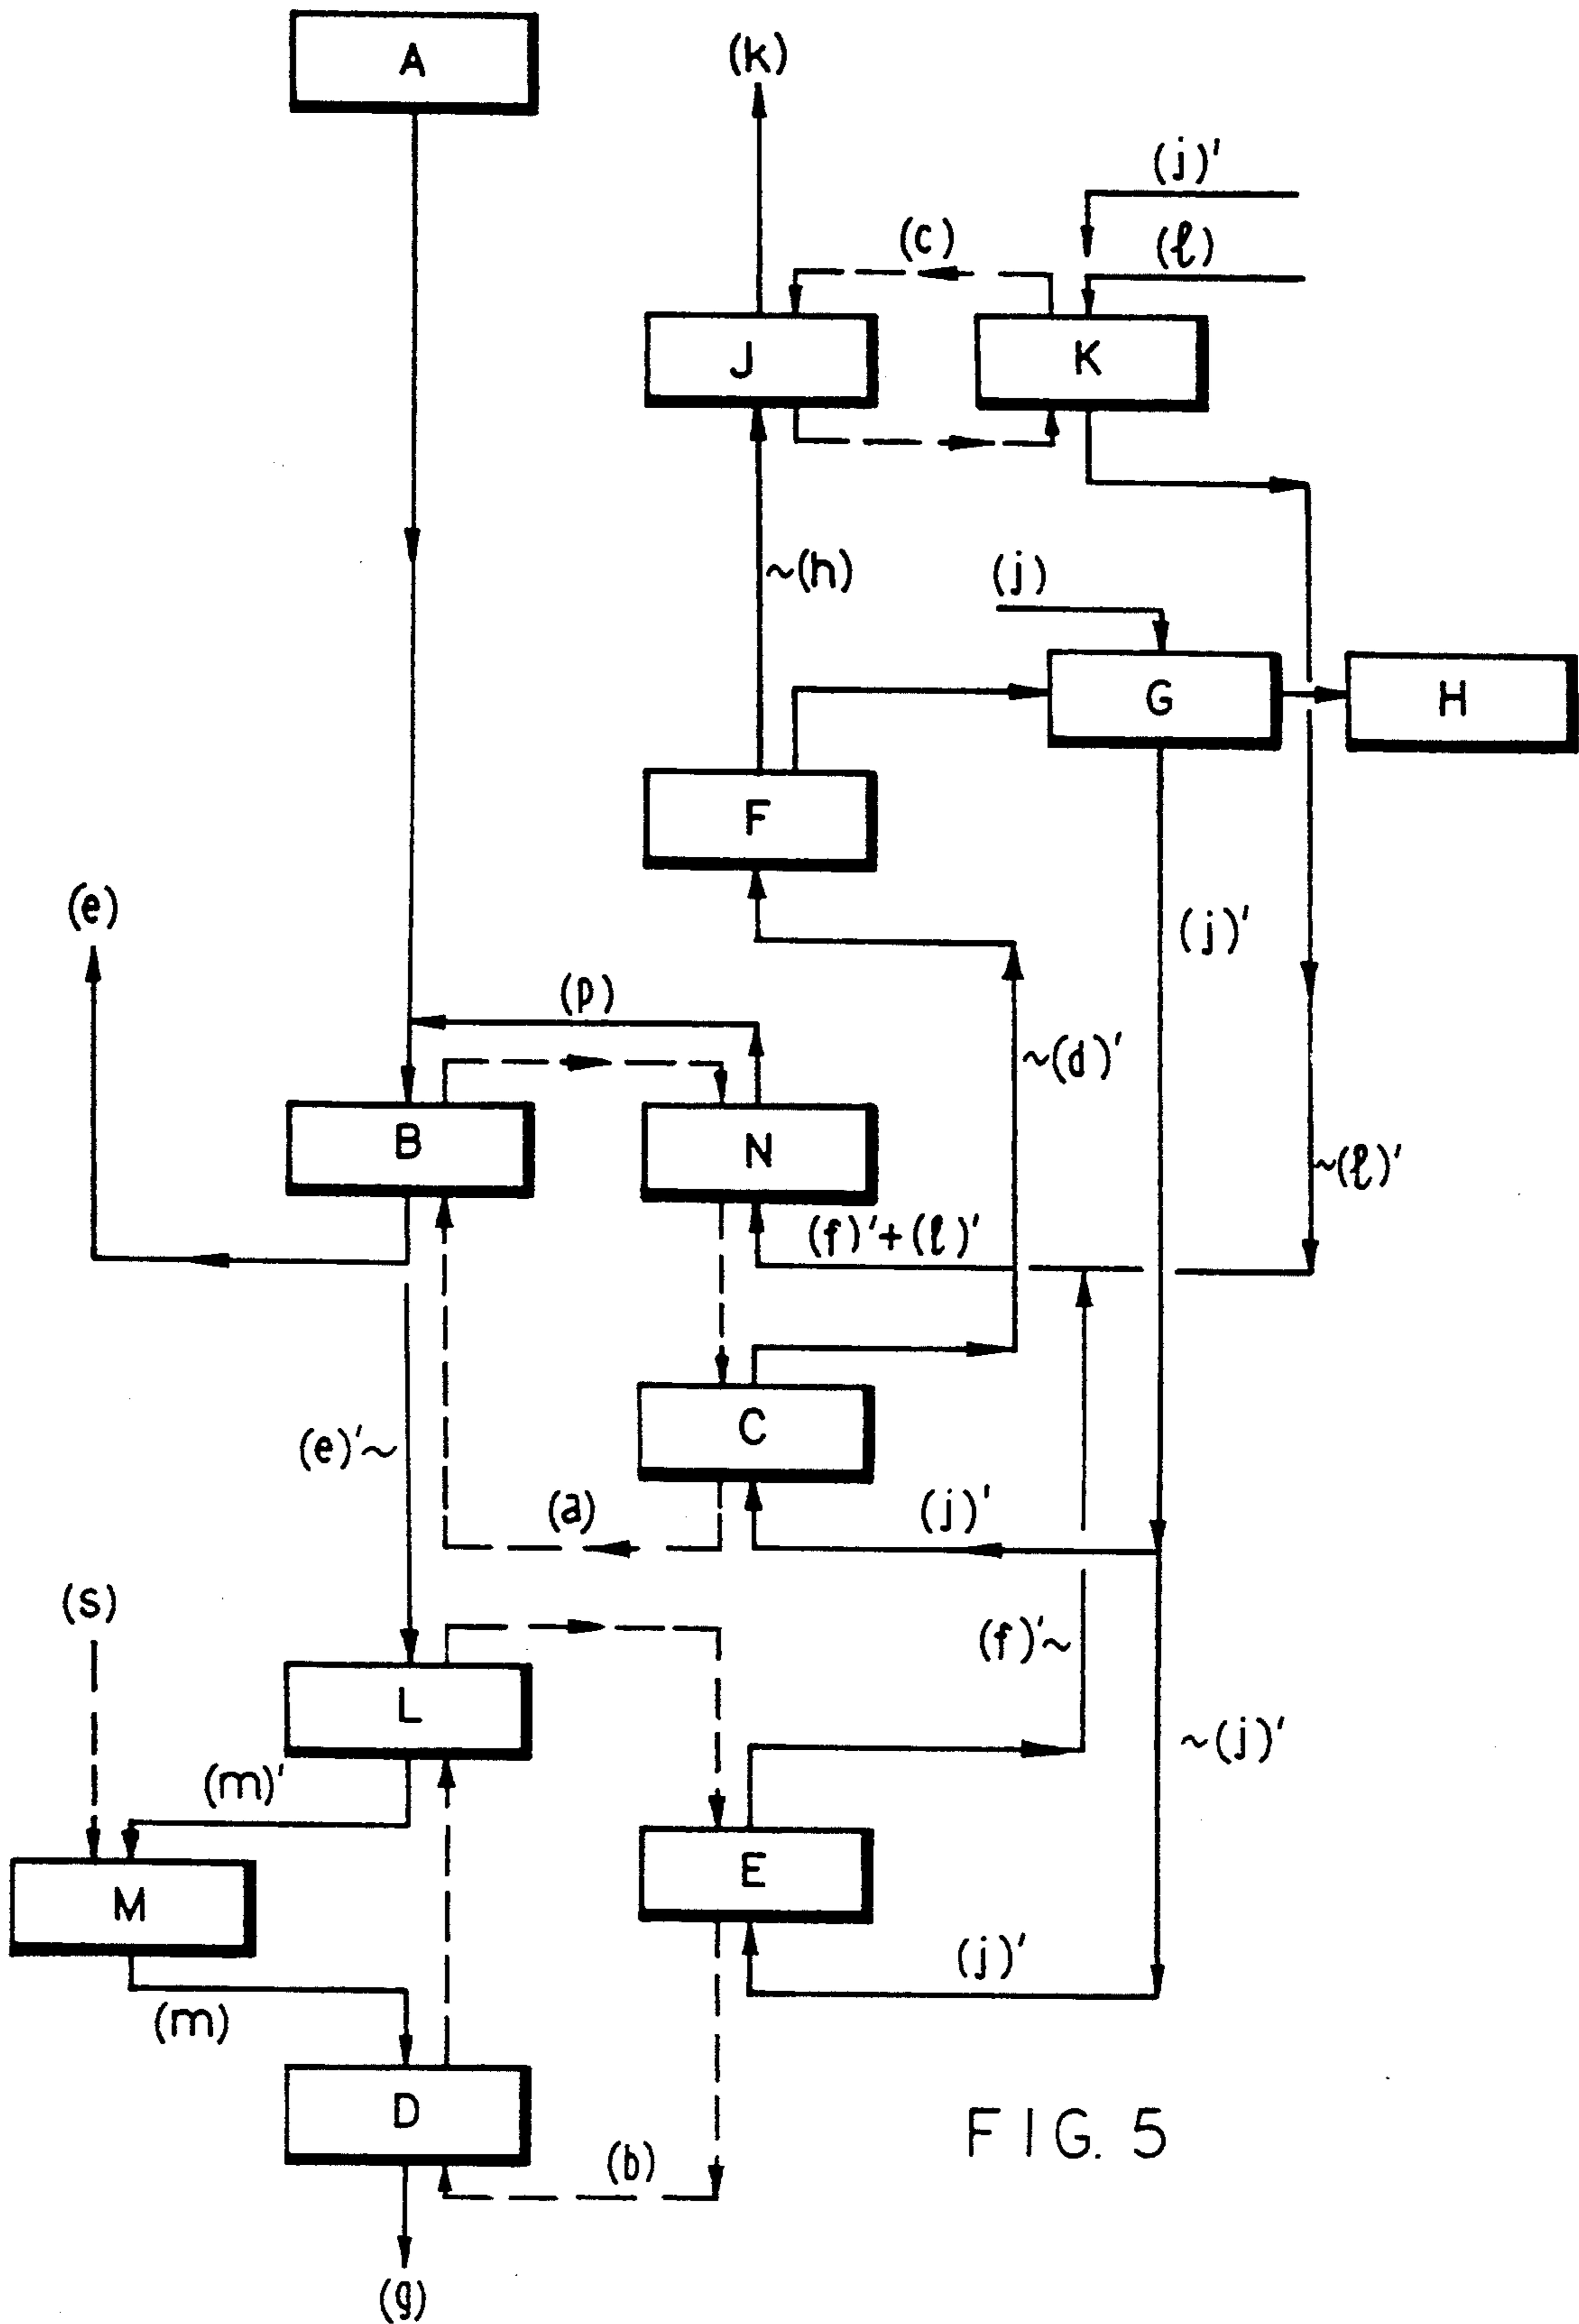 A
(k)
(j)'
(c)
(ℓ)
J
K
~(h)
(j)
G
H
F
(e)
(j)'
(p)
~(d)'
B
N
~(ℓ)'
(f)'+(ℓ)'
C
(e)'~
(a)
(j)'
(s)
(f)'~
L
~(j)'
(m)'
E
M
(j)'
(m)
D
(b)
FIG. 5
(g)